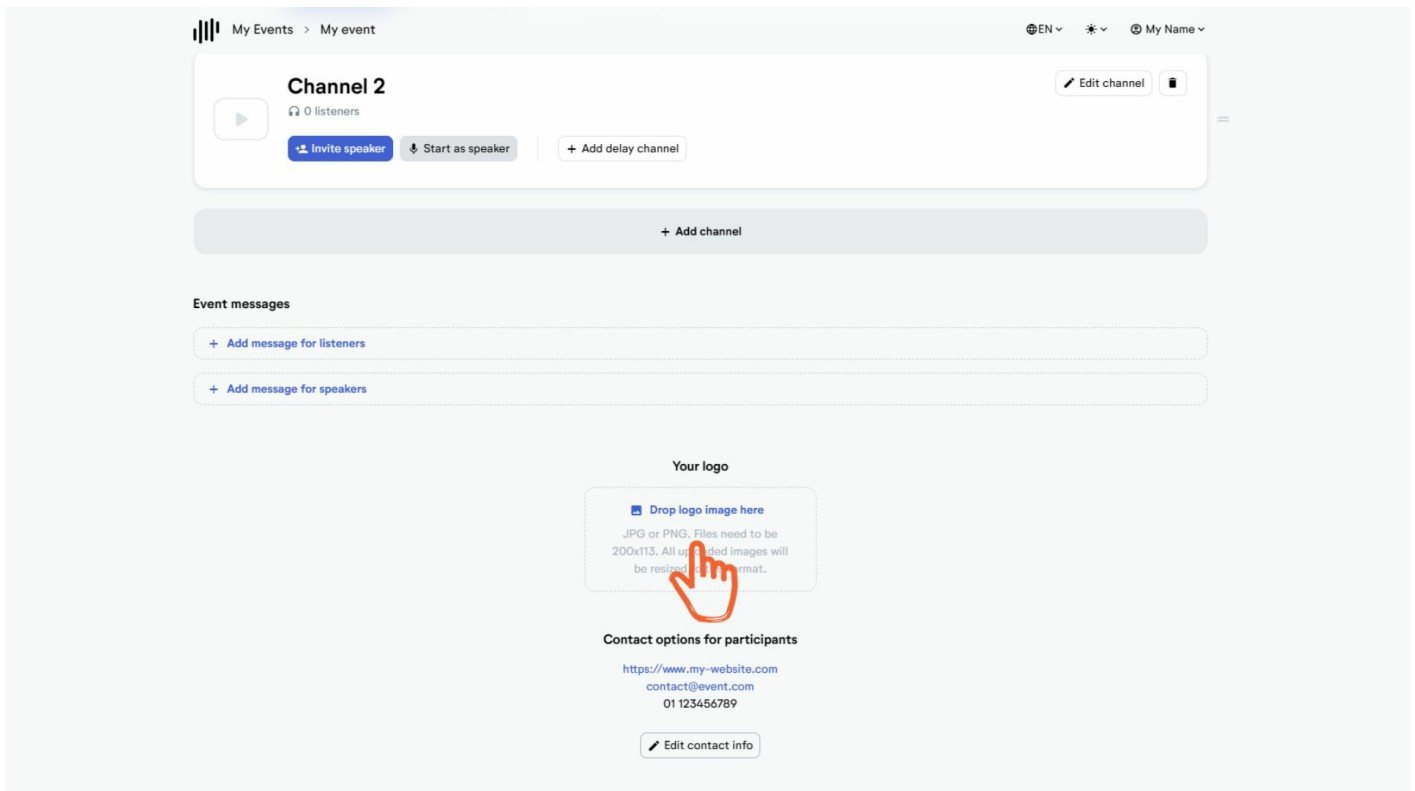 My Events > My event
EN
My Name
Channel 2
0 listeners
Edit channel
Invite speaker
Start as speaker
+ Add delay channel
+ Add channel
Event messages
+ Add message for listeners
+ Add message for speakers
Your logo
Drop logo image here
JPG or PNG. Files need to be
200x113. All uploaded images will
be resized format.
Contact options for participants
https://www.my-website.com
contact@event.com
01 123456789
Edit contact info